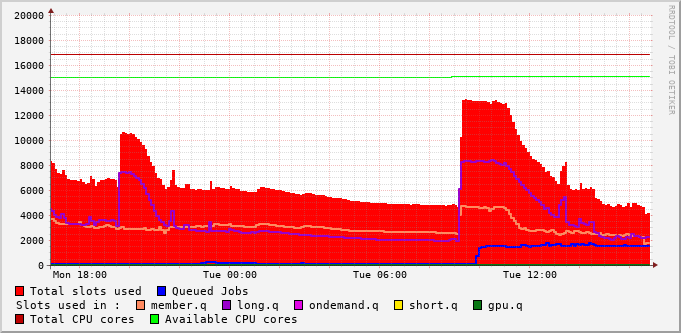 20000
18000
16000
14000
12000
10000
8000
6000
4000
2000
0
Mon 18:00 Tue 00:00 Tue 06:00 Tue 12:00
RRDTOOL / TOBI OETIKER
Total slots used Queued Jobs
Slots used in : member.q long.q ondemand.q short.q gpu.q
Total CPU cores Available CPU cores